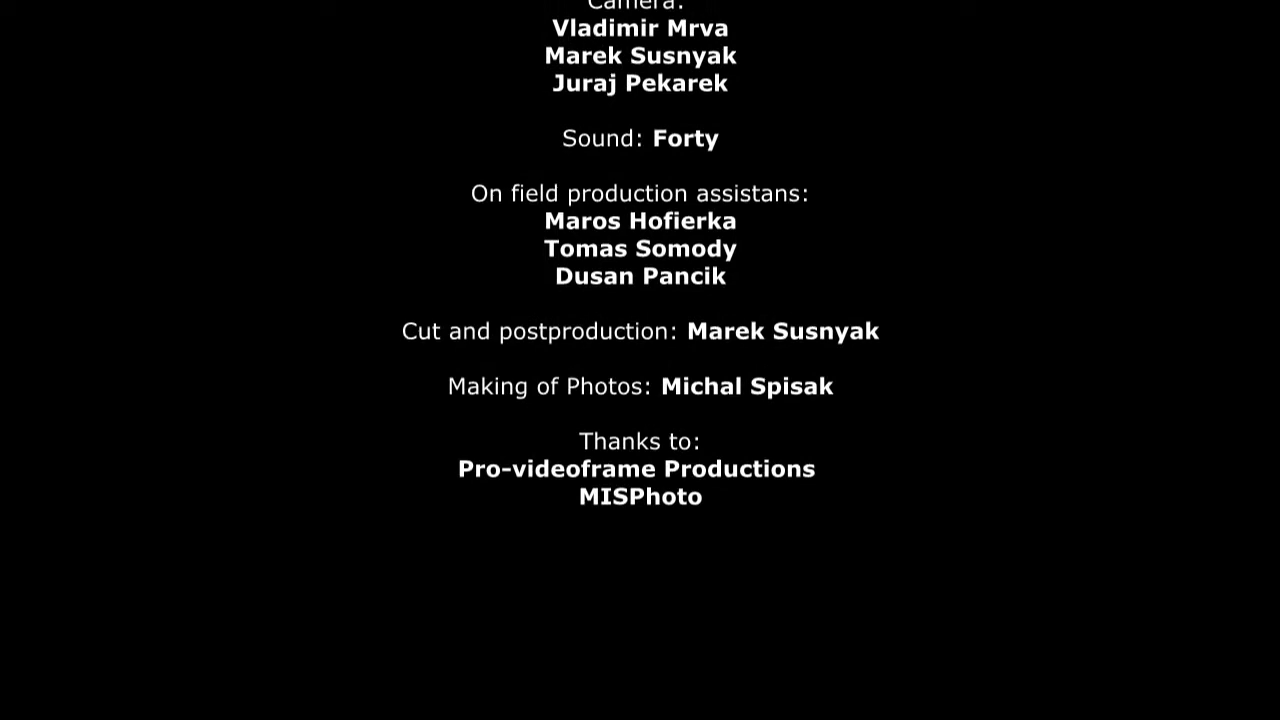 Camera:
Vladimir Mrva
Marek Susnyak
Juraj Pekarek
Sound: Forty
On field production assistans:
Maros Hofierka
Tomas Somody
Dusan Pancik
Cut and postproduction: Marek Susnyak
Making of Photos: Michal Spisak
Thanks to:
Pro-videoframe Productions
MISPhoto